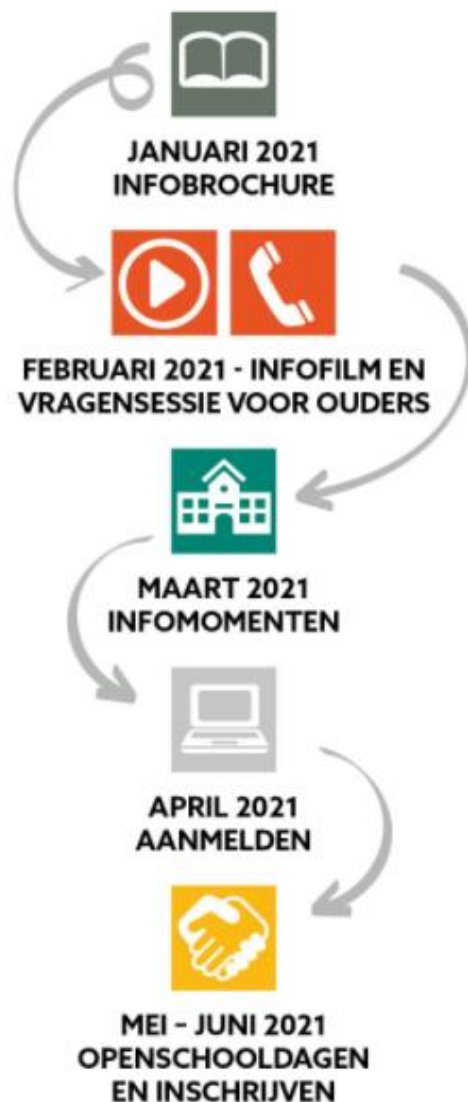 JANUARI 2021
INFOBROCHURE
FEBRUARI 2021 - INFOFILM EN
VRAGENSESSIE VOOR OUDERS
MAART 2021
INFOMOMENTEN
APRIL 2021
AANMELDEN
MEI – JUNI 2021
OPENSCHOOLDAGEN
EN INSCHRIJVEN